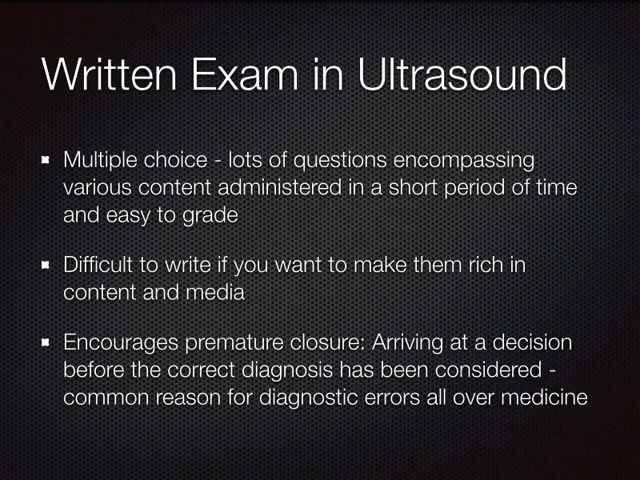 Written Exam in Ultrasound
Multiple choice - lots of questions encompassing
various content administered in a short period of time
and easy to grade
Difficult to write if you want to make them rich in
content and media
Encourages premature closure: Arriving at a decision
before the correct diagnosis has been considered -
common reason for diagnostic errors all over medicine